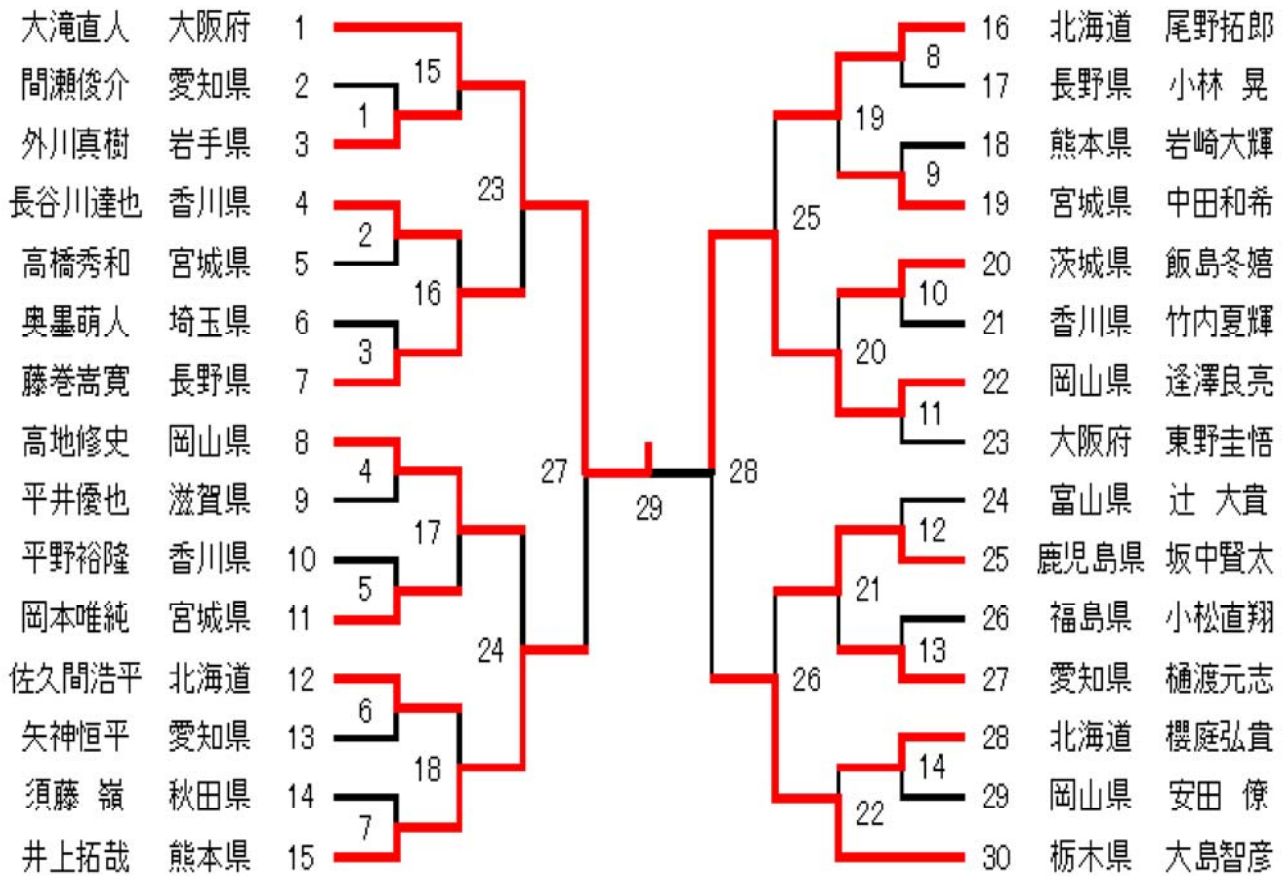 大滝直人 大阪府 1
間瀬俊介 愛知県 2
外川真樹 岩手県 3
長谷川達也 香川県 4
高橋秀和 宮城県 5
奥墨萌人 埼玉県 6
藤巻嵩寛 長野県 7
高地修史 岡山県 8
平井優也 滋賀県 9
平野裕隆 香川県 10
岡本唯純 宮城県 11
佐久間浩平 北海道 12
矢神恒平 愛知県 13
須藤 嶺 秋田県 14
井上拓哉 熊本県 15
1
2
3
4
5
6
7
15
16
17
18
23
24
27
29
28
25
26
19
20
21
22
8
9
10
11
12
13
14
16 北海道 尾野拓郎
17 長野県 小林 晃
18 熊本県 岩崎大輝
19 宮城県 中田和希
20 茨城県 飯島冬嬉
21 香川県 竹内夏輝
22 岡山県 逢澤良亮
23 大阪府 東野圭悟
24 富山県 辻 大貴
25 鹿児島県 坂中賢太
26 福島県 小松直翔
27 愛知県 樋渡元志
28 北海道 櫻庭弘貴
29 岡山県 安田 僚
30 栃木県 大島智彦